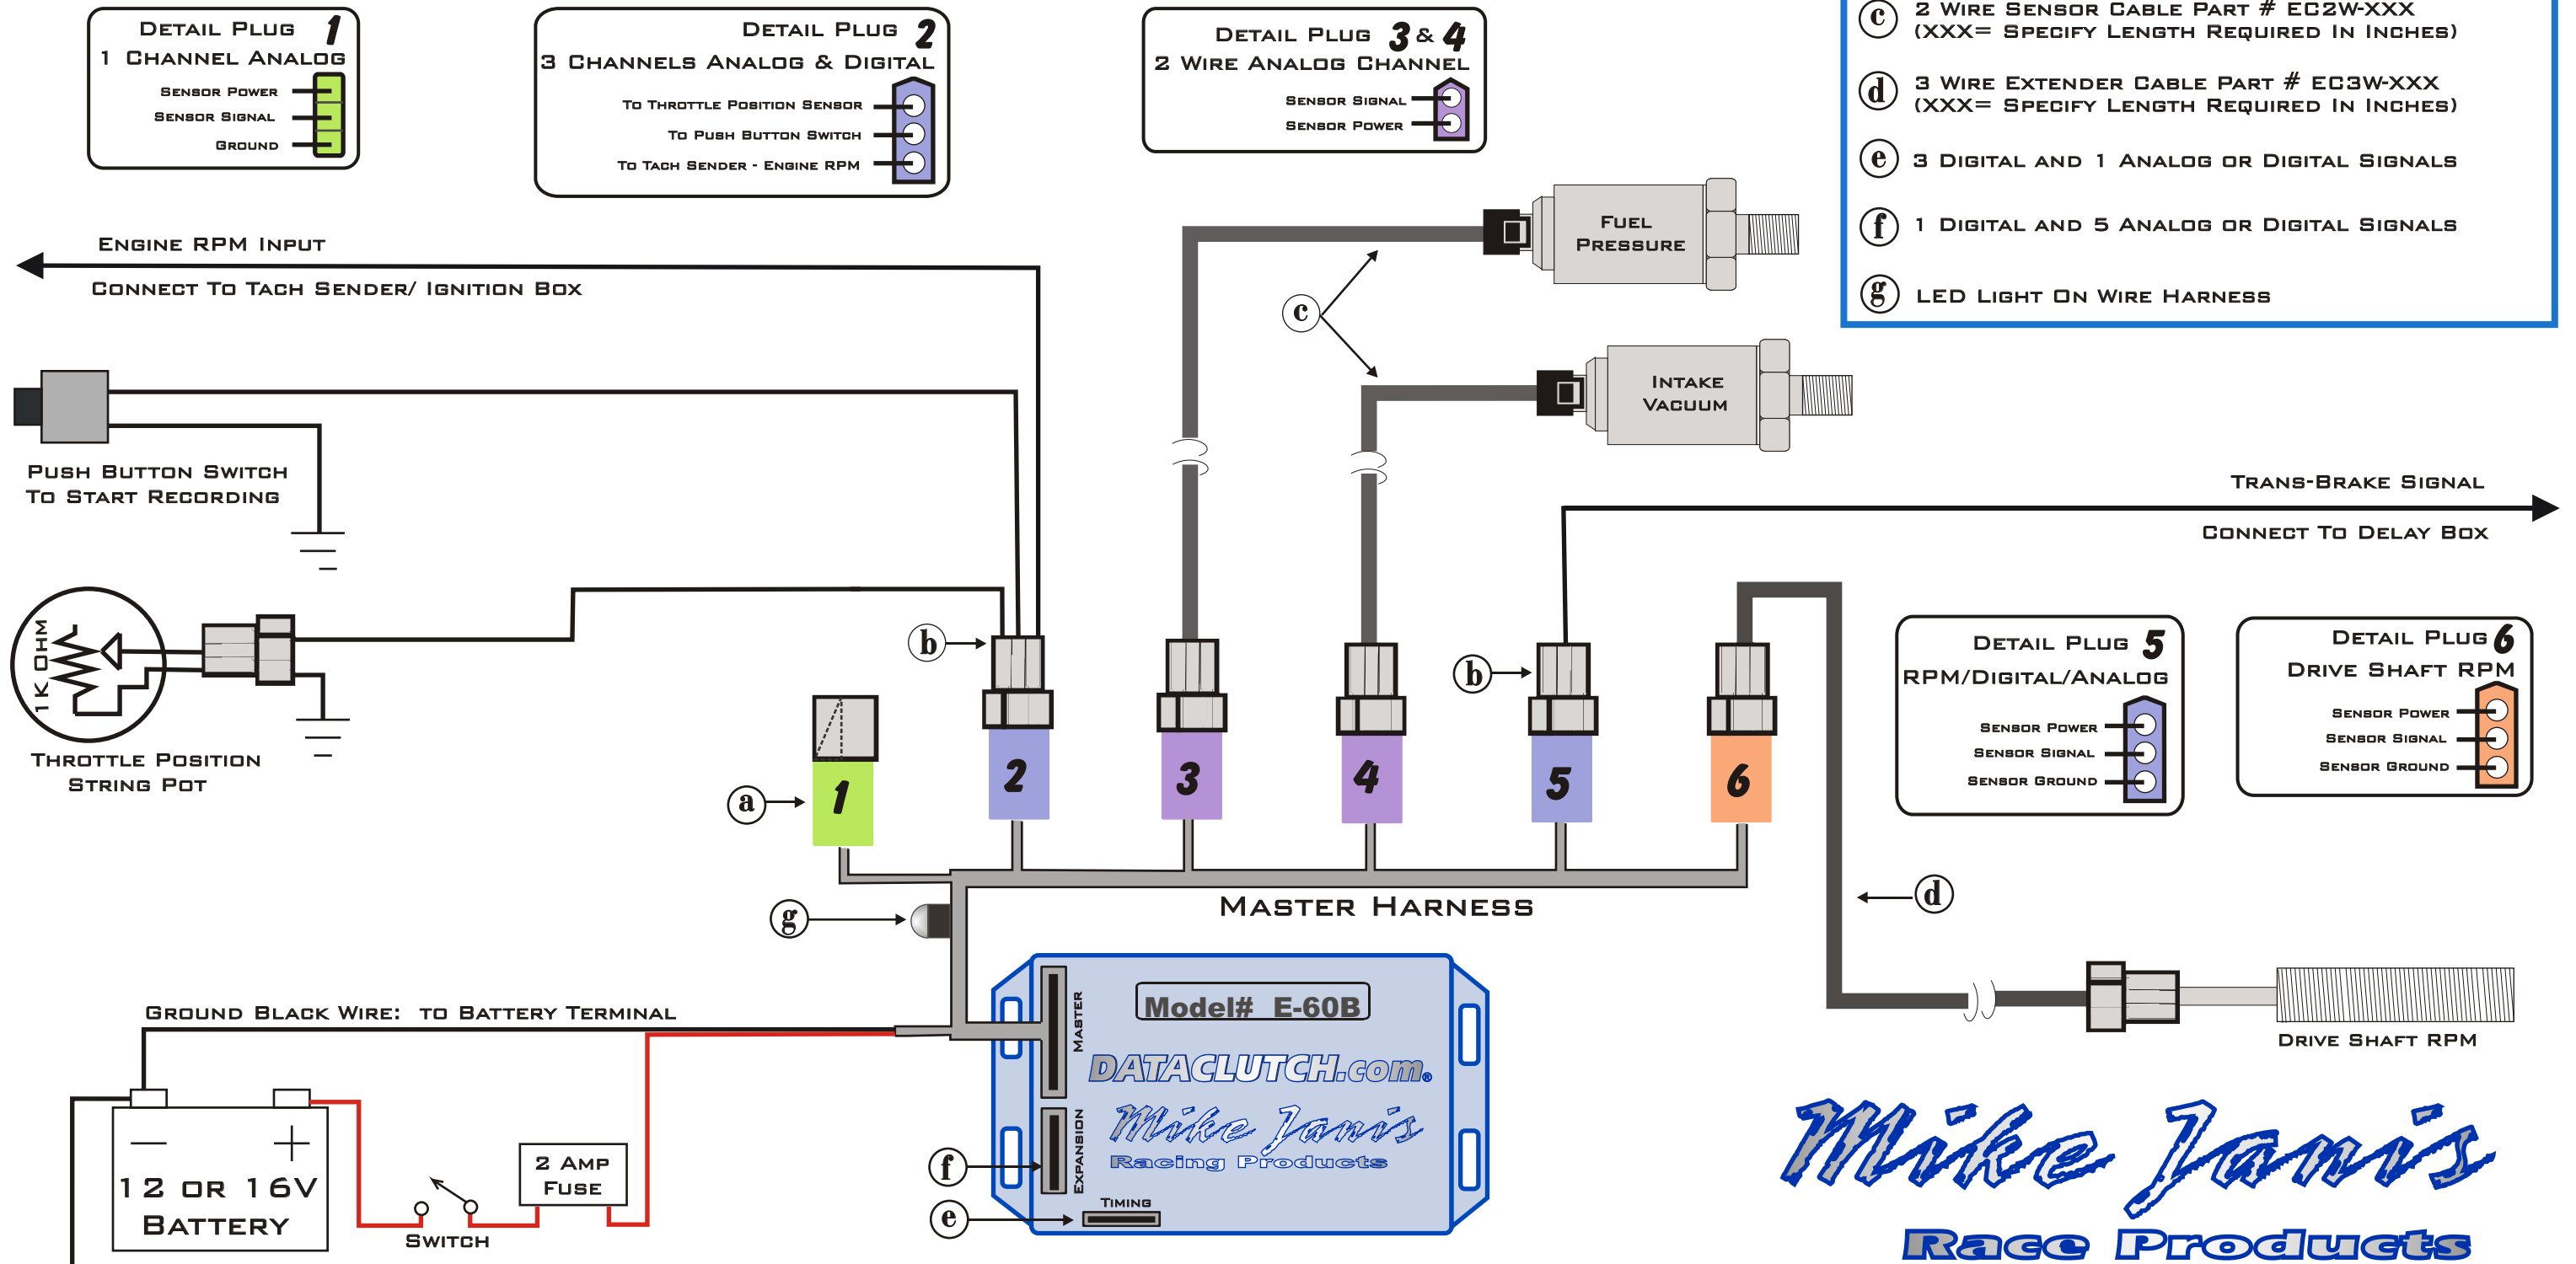 Detail Plug 1
1 Channel Analog
Sensor Power
Sensor Signal
Ground
Detail Plug 2
3 Channels Analog & Digital
To Throttle Position Sensor
To Push Button Switch
To Tach Sender - Engine RPM
Detail Plug 3 & 4
2 Wire Analog Channel
Sensor Signal
Sensor Power
c 2 Wire Sensor Cable Part # EC2W-XXX
(XXX= Specify Length Required In Inches)
d 3 Wire Extender Cable Part # EC3W-XXX
(XXX= Specify Length Required In Inches)
e 3 Digital and 1 Analog or Digital Signals
f 1 Digital and 5 Analog or Digital Signals
g LED Light On Wire Harness
Engine RPM Input
Connect To Tach Sender/ Ignition Box
Fuel
Pressure
c
Intake
Vacuum
Push Button Switch
To Start Recording
Trans-Brake Signal
Connect To Delay Box
1K Ohm
Throttle Position
String Pot
b
b
a
1
2
3
4
5
6
Detail Plug 5
RPM/Digital/Analog
Sensor Power
Sensor Signal
Sensor Ground
Detail Plug 6
Drive Shaft RPM
Sensor Power
Sensor Signal
Sensor Ground
g
Master Harness
d
Drive Shaft RPM
Ground Black Wire: to Battery Terminal
12 or 16V
Battery
Switch
2 Amp
Fuse
Model# E-60B
Master
DATACLUTCH.com®
Mike Janis
Racing Products
Expansion
f
Timing
e
Mike Janis
Race Products